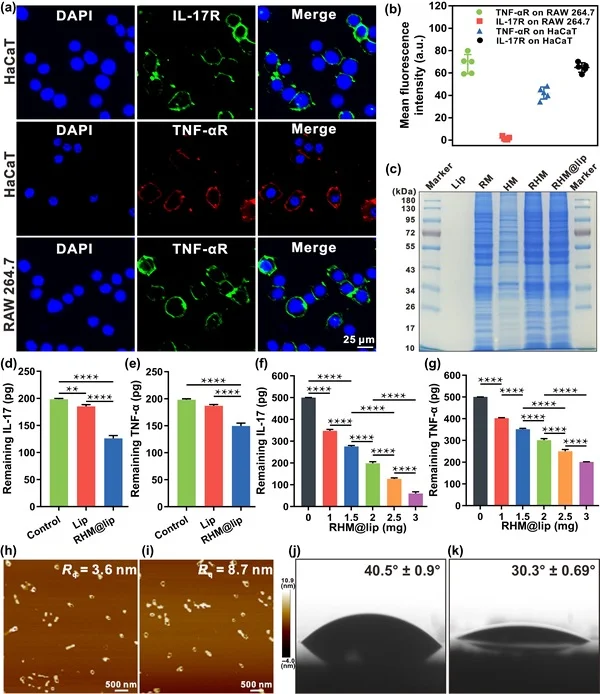 (a)
DAPI IL-17R Merge
HaCaT
DAPI TNF-αR Merge
HaCaT
DAPI TNF-αR Merge
RAW 264.7
25 μm
(b)
TNF-αR on RAW 264.7
IL-17R on RAW 264.7
TNF-αR on HaCaT
IL-17R on HaCaT
Mean fluorescence
intensity (a.u.)
120
100
80
60
40
20
0
(c)
(kDa) Marker Lip RM HM RHM RHM@lip Marker
180
130
95
72
55
43
34
26
17
10
(d)
Remaining IL-17 (pg)
250
200
150
100
50
0
**
****
****
Control Lip RHM@lip
(e)
Remaining TNF-α (pg)
250
200
150
100
50
0
****
****
Control Lip RHM@lip
(f)
Remaining IL-17 (pg)
600
500
400
300
200
100
0
**** **** **** **** **** **** **** ****
0 1 1.5 2 2.5 3
RHM@lip (mg)
(g)
Remaining TNF-α (pg)
600
500
400
300
200
100
0
**** **** **** **** **** **** ****
0 1 1.5 2 2.5 3
RHM@lip (mg)
(h)
= 3.6 nm
500 nm
(i)
= 8.7 nm
500 nm
10.9
(nm)
-4.0
(nm)
(j)
40.5° ± 0.9°
(k)
30.3° ± 0.69°